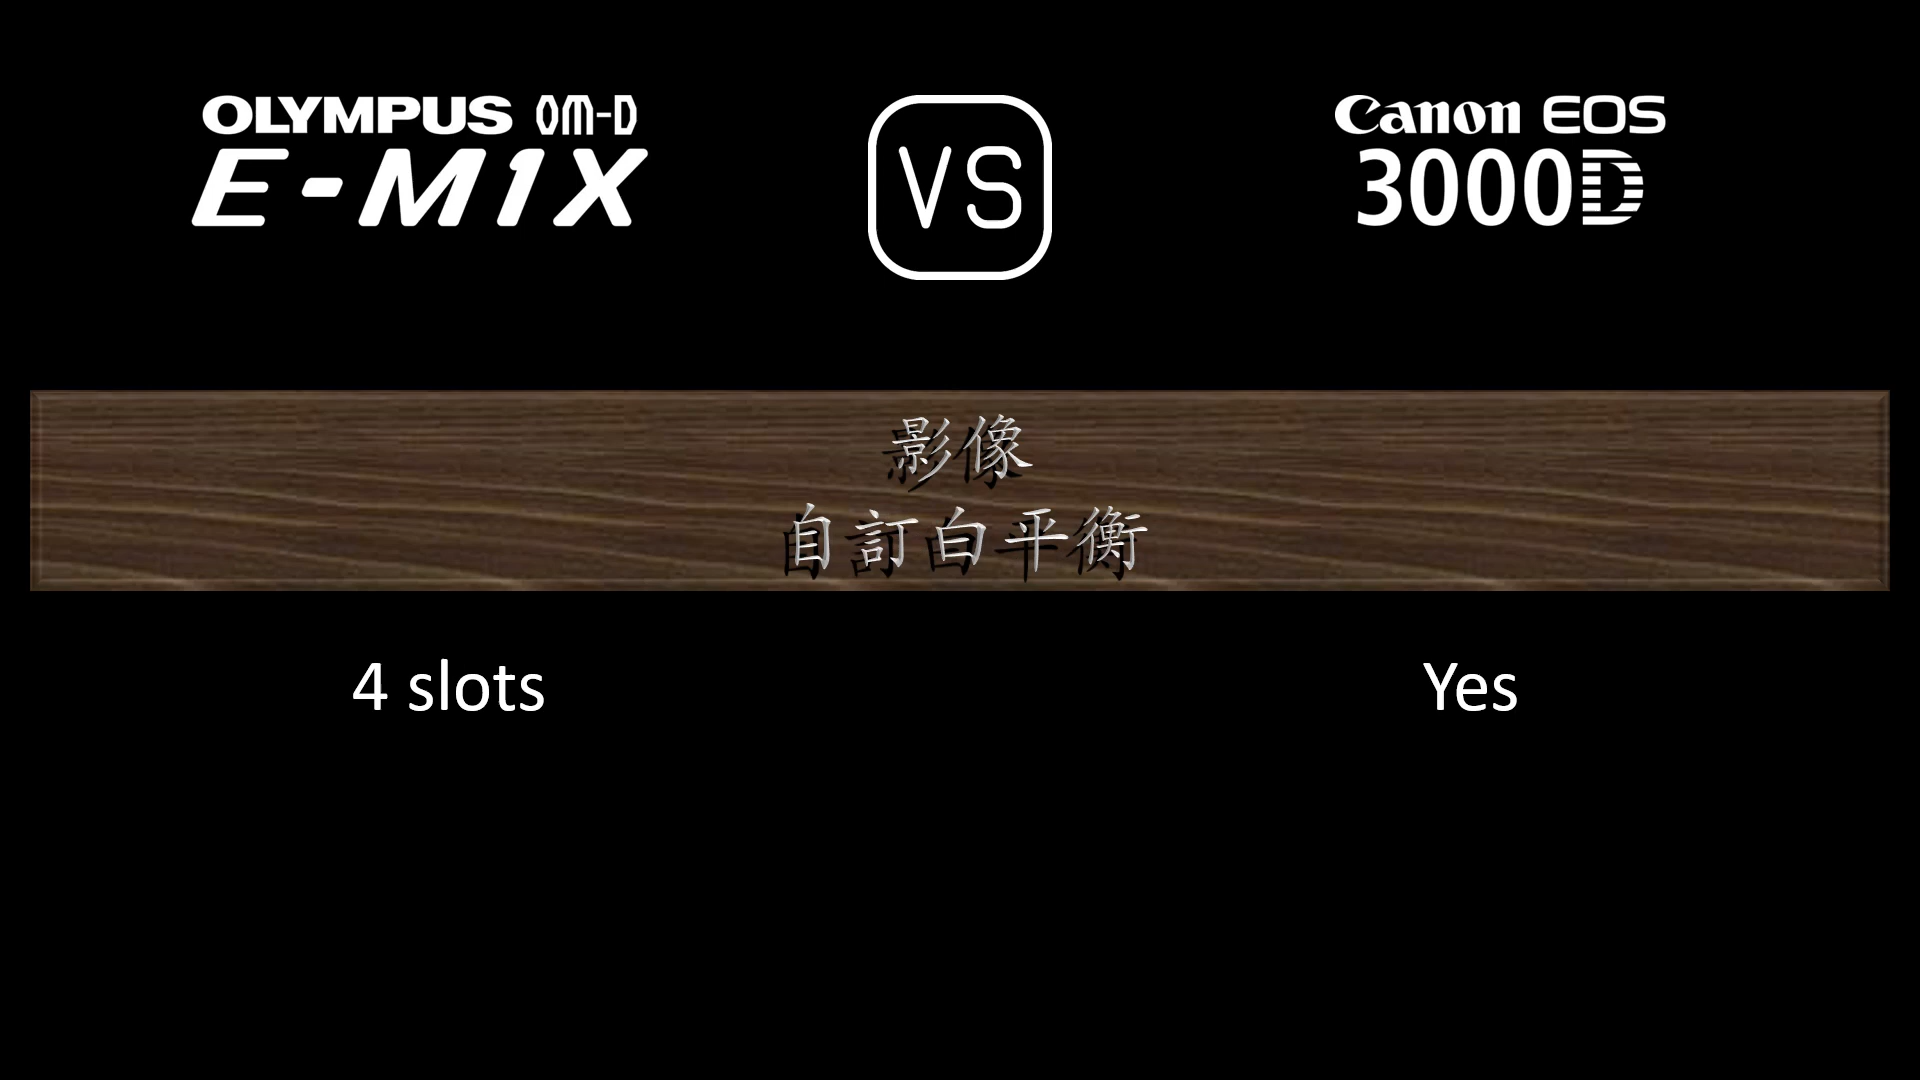 OLYMPUS OM-D
E-M1X
VS
Canon EOS
3000D
影像
自訂白平衡
4 slots
Yes